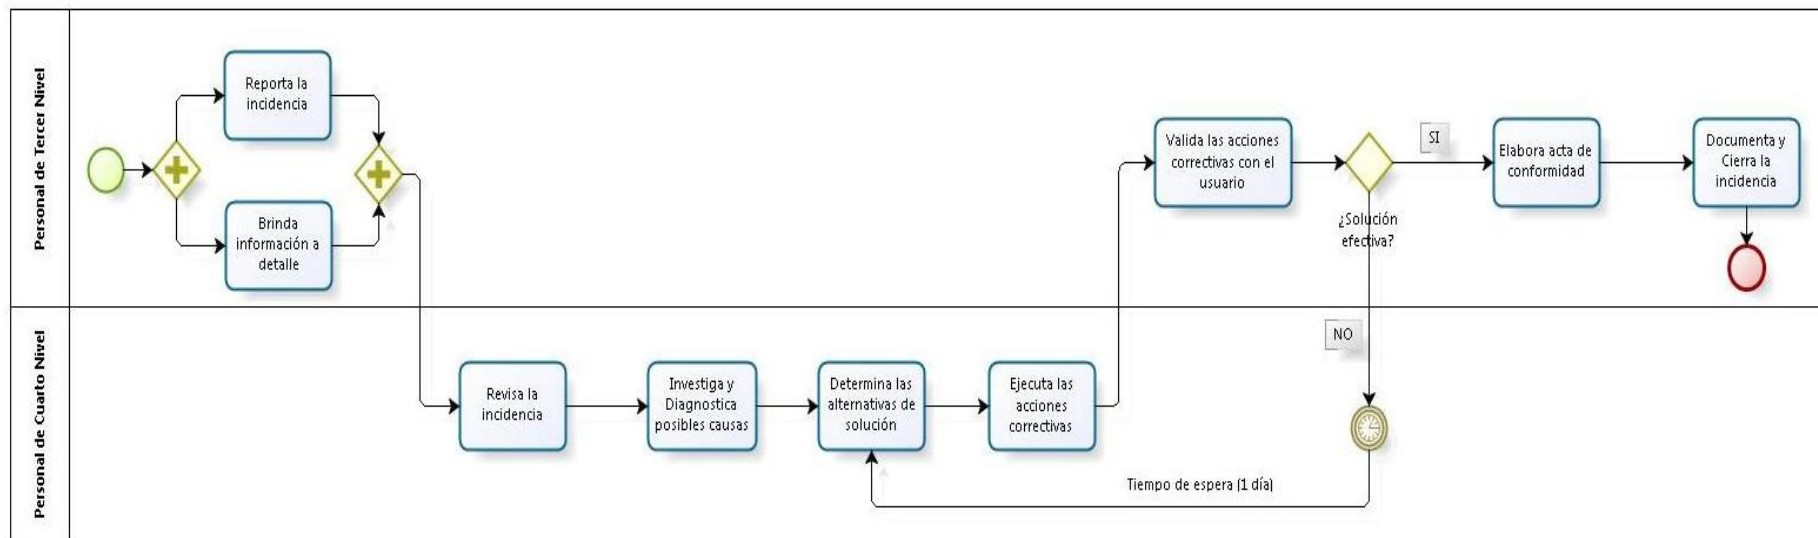 Personal de Tercer Nivel
Reporta la
incidencia
Brinda
información a
detalle
Valida las acciones
correctivas con el
usuario
¿Solución
efectiva?
SI
Elabora acta de
conformidad
Documenta y
Cierra la
incidencia
Personal de Cuarto Nivel
Revisa la
incidencia
Investiga y
Diagnostica
posibles causas
Determina las
alternativas de
solución
Ejecuta las
acciones
correctivas
NO
Tiempo de espera (1 día)